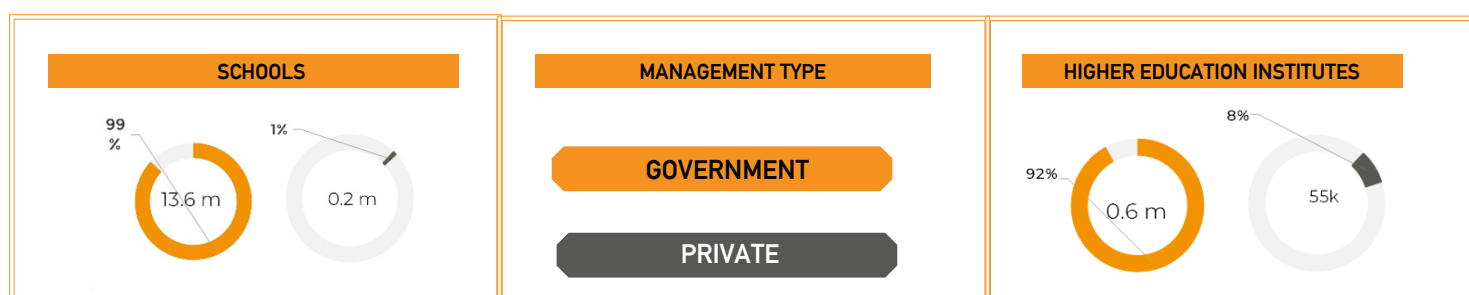 SCHOOLS
99
%
13.6 m
1%
0.2 m
MANAGEMENT TYPE
GOVERNMENT
PRIVATE
HIGHER EDUCATION INSTITUTES
92%
0.6 m
8%
55k